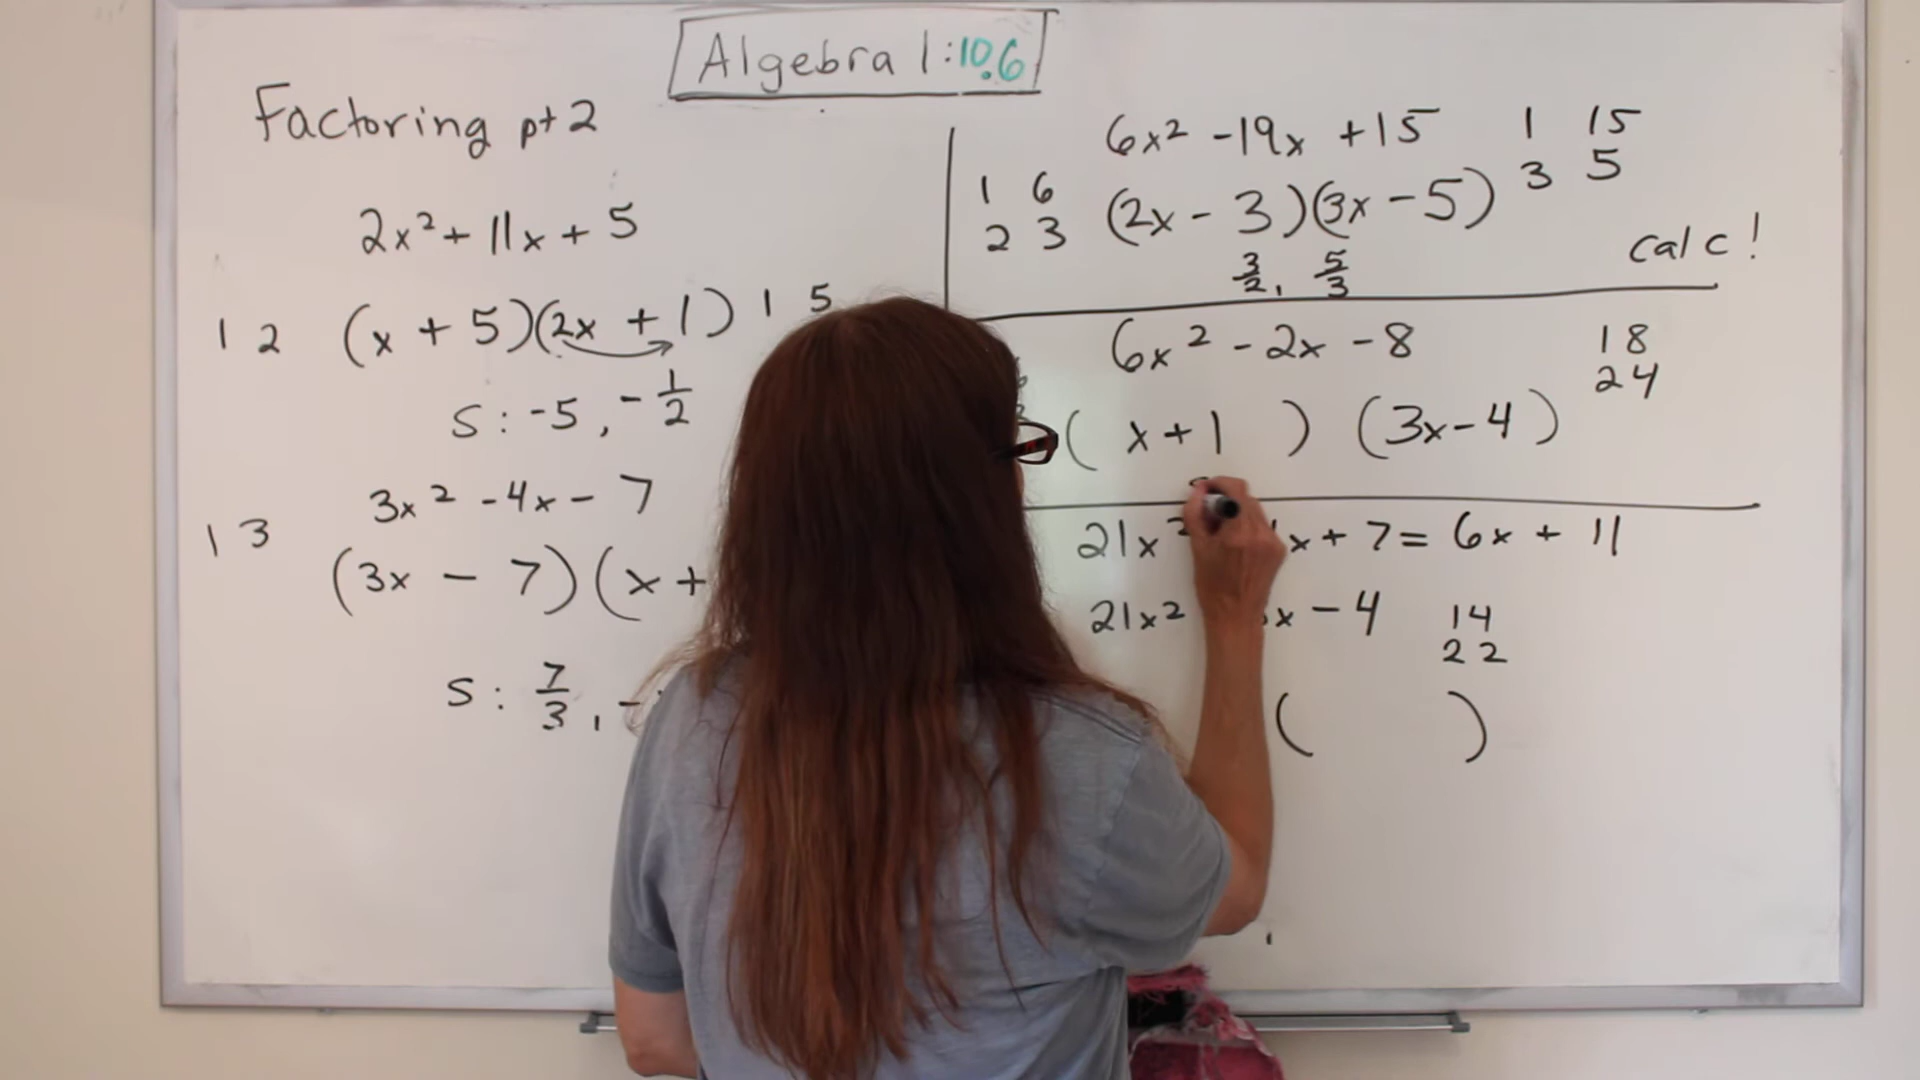 Algebra 1:10.6
Factoring pt 2
2x² + 11x + 5
1 2 (x + 5)(2x + 1) 1 5
S: -5, -1/2
3x² - 4x - 7
1 3
(3x - 7)(x +
S: 7/3, -
6x² - 19x + 15 1 15
3 5
1 6
2 3 (2x - 3)(3x - 5)
3/2, 5/3
calc!
6x² - 2x - 8 1 8
2 4
( x + 1 ) (3x - 4)
21x² x + 7 = 6x + 11
21x² x - 4 1 4
2 2
( )